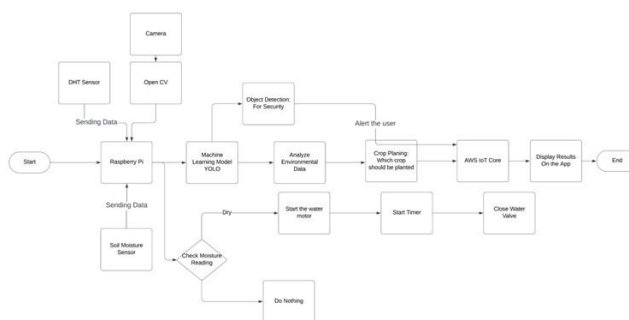 Camera
DHT Sensor
Open CV
Sending Data
Object Detection:
For Security
Alert the user
Start
Raspberry Pi
Machine
Learning Model
YOLO
Analyze
Environmental
Data
Crop Planing:
Which crop
should be planted
AWS IoT Core
Display Results
On the App
End
Sending Data
Soil Moisture
Sensor
Check Moisture
Reading
Dry
Start the water
motor
Start Timer
Close Water
Valve
Do Nothing